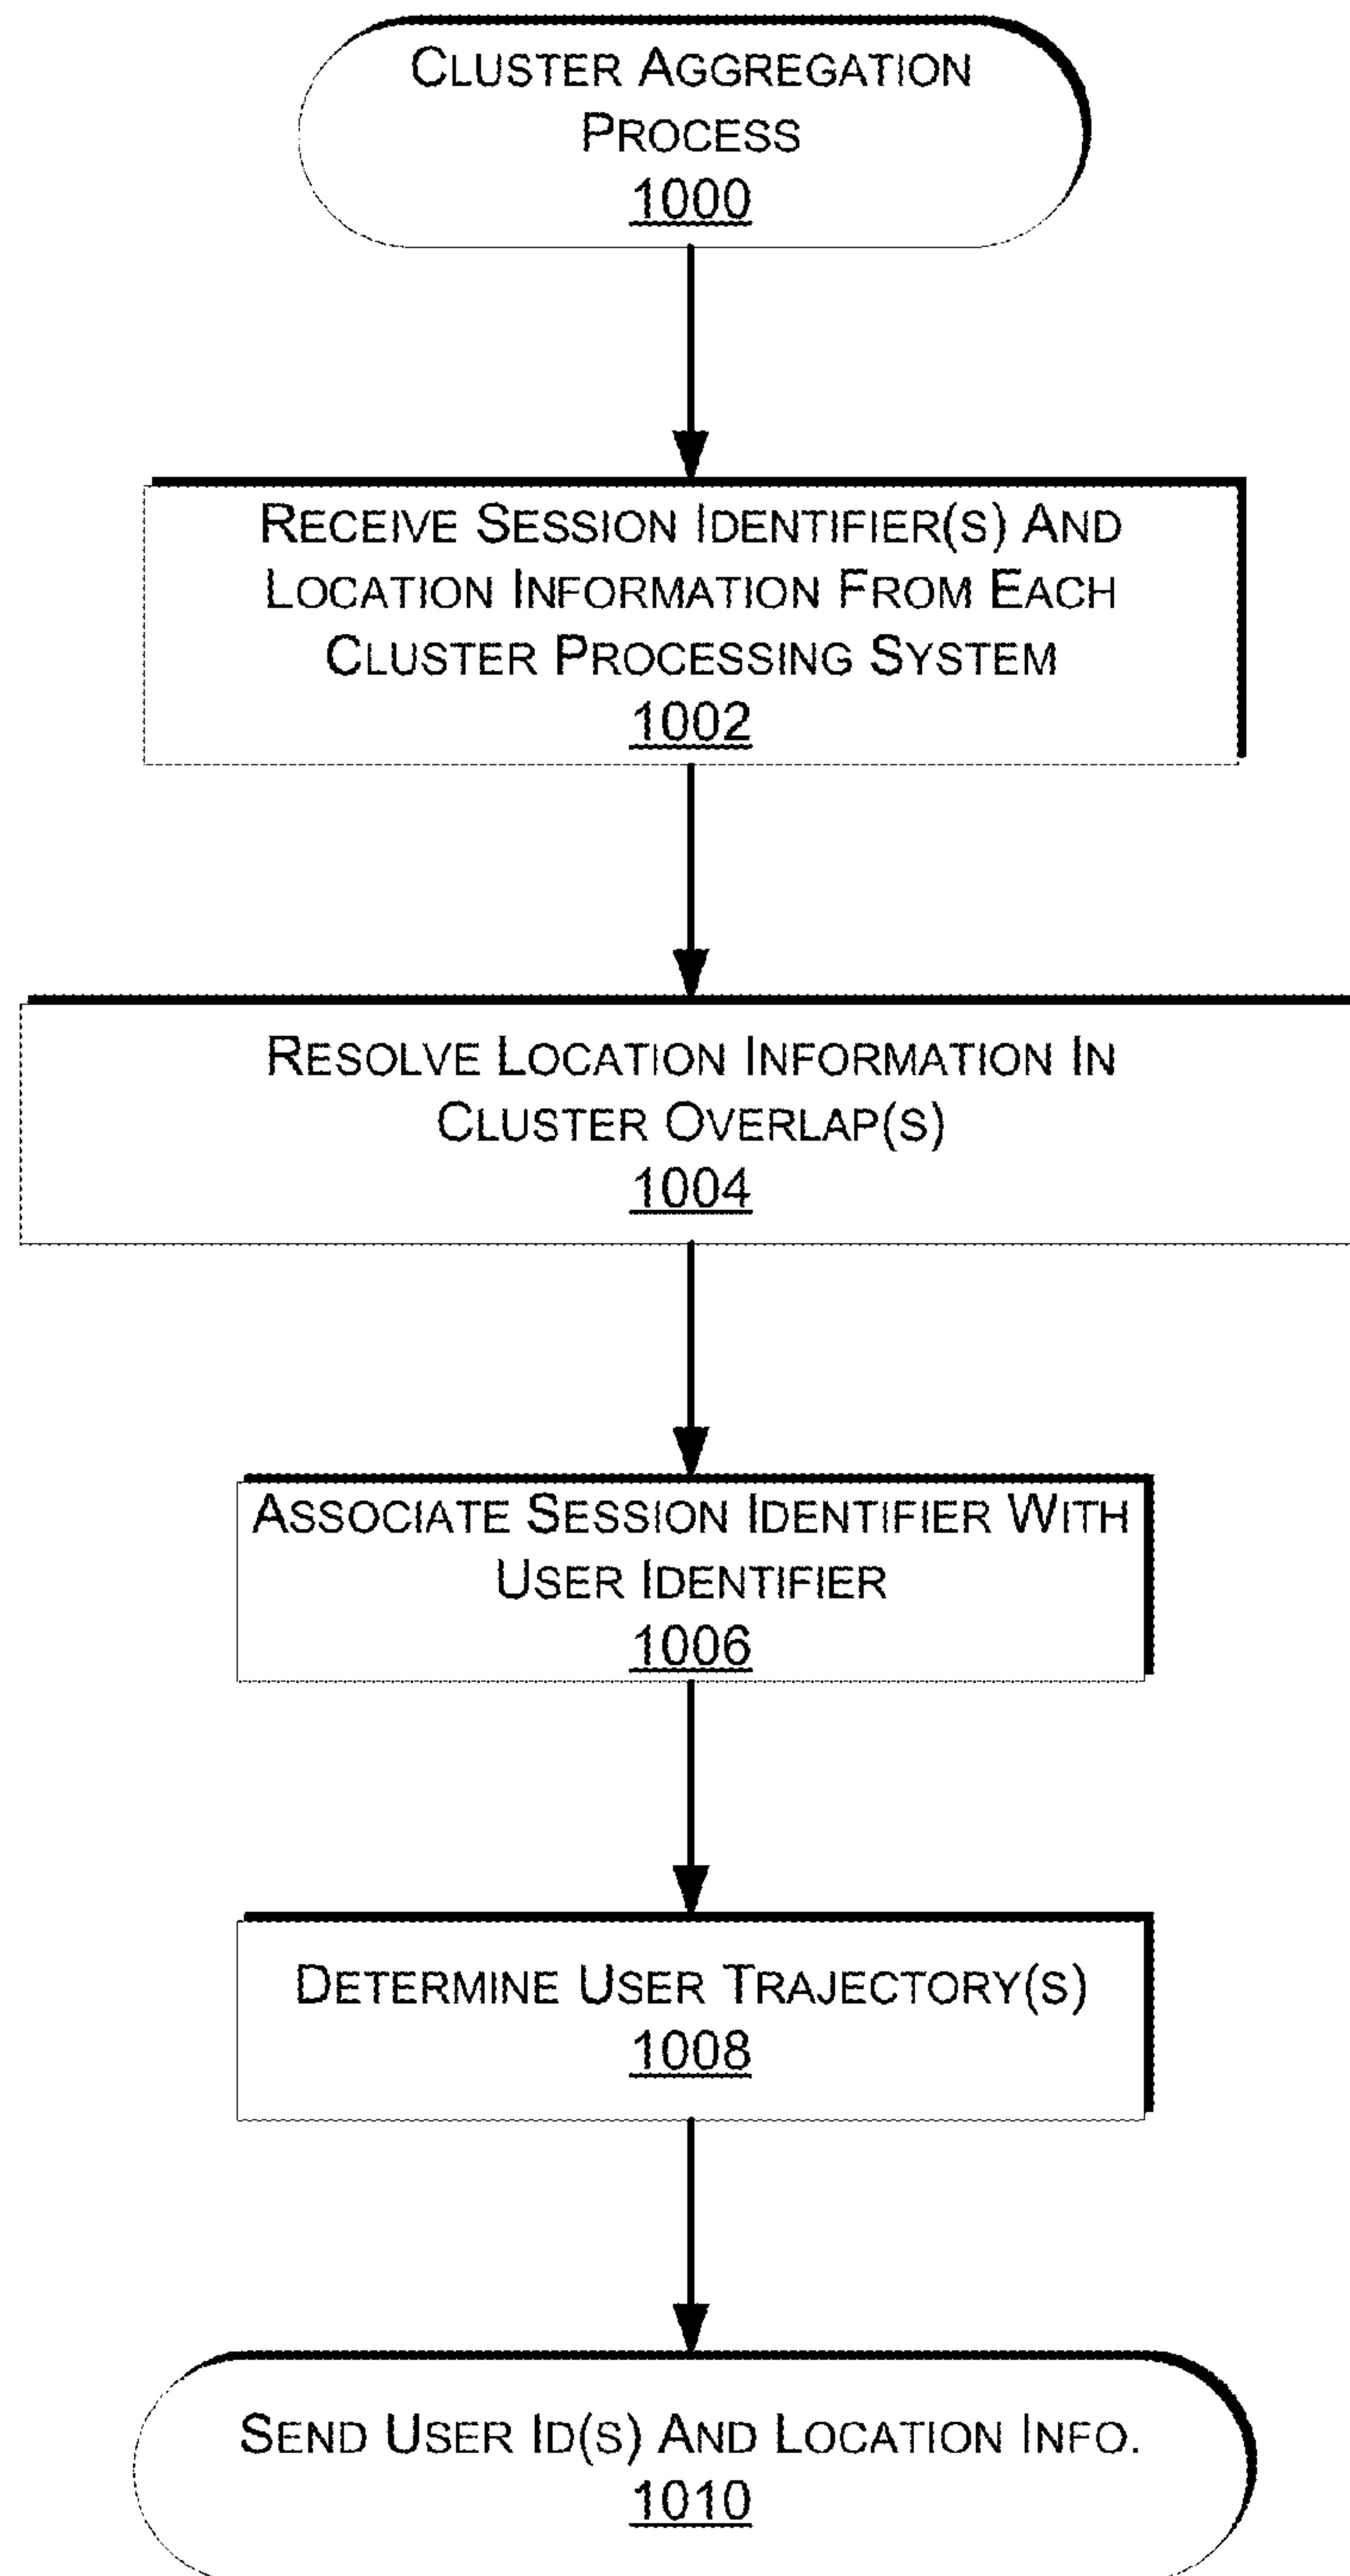 CLUSTER AGGREGATION
PROCESS
1000
RECEIVE SESSION IDENTIFIER(S) AND
LOCATION INFORMATION FROM EACH
CLUSTER PROCESSING SYSTEM
1002
RESOLVE LOCATION INFORMATION IN
CLUSTER OVERLAP(S)
1004
ASSOCIATE SESSION IDENTIFIER WITH
USER IDENTIFIER
1006
DETERMINE USER TRAJECTORY(S)
1008
SEND USER ID(S) AND LOCATION INFO.
1010